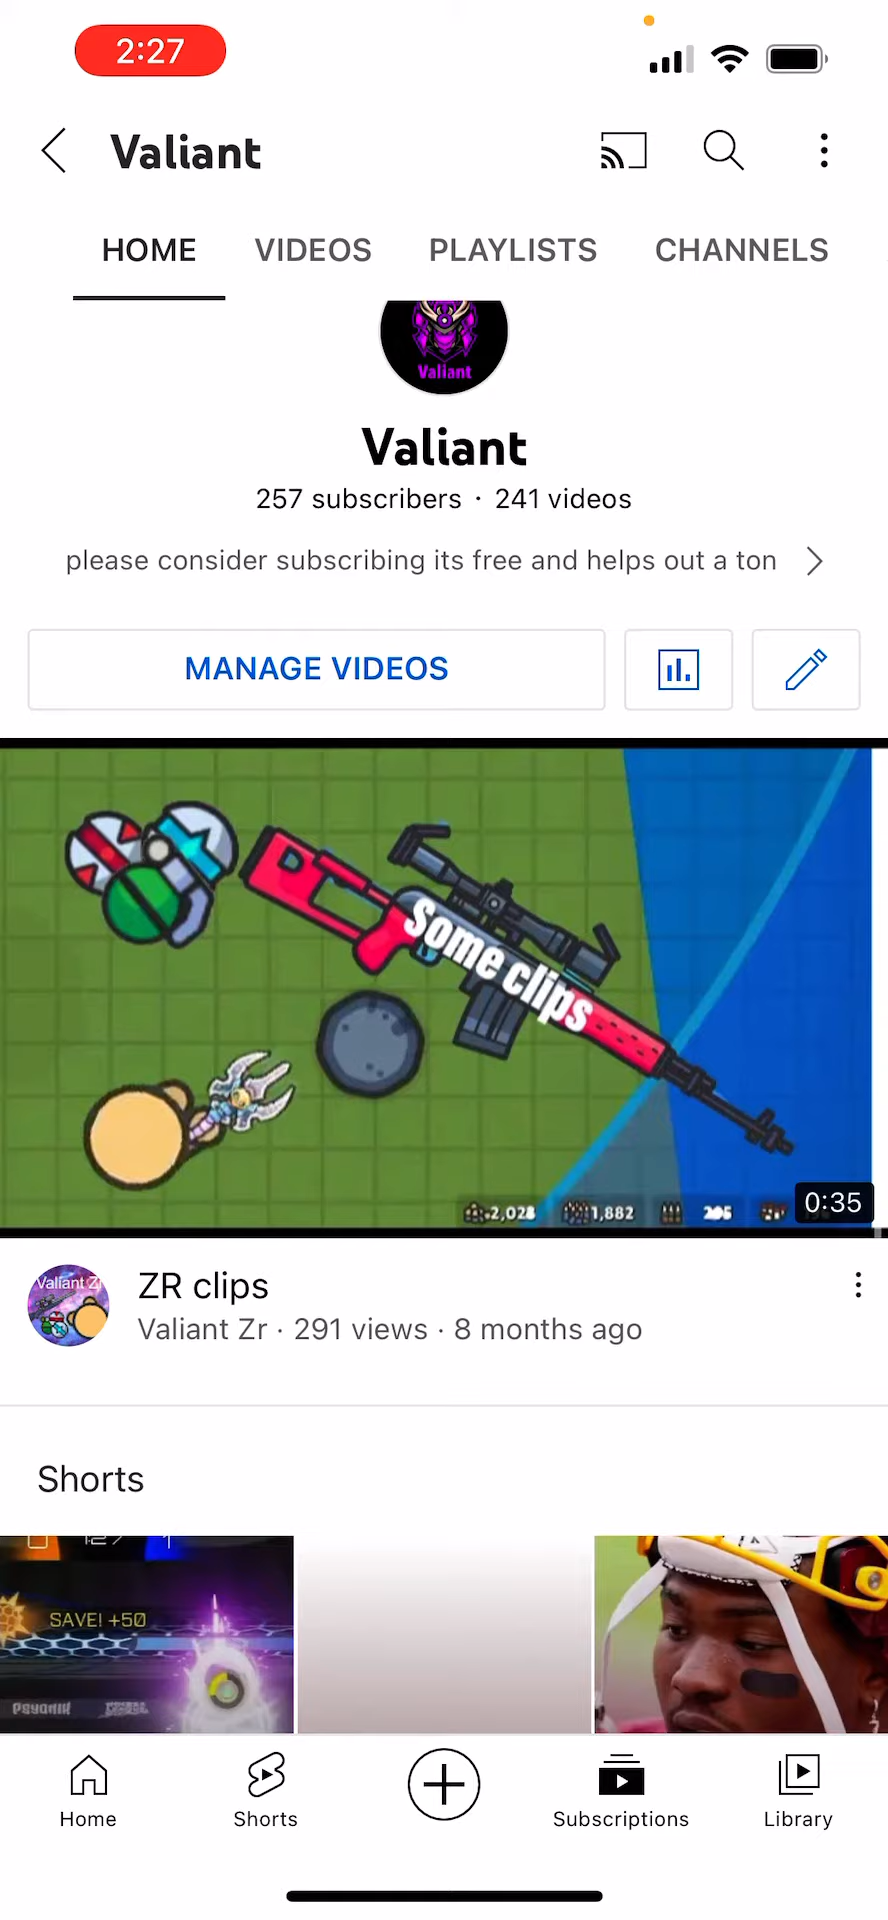 2:27
Valiant
HOME VIDEOS PLAYLISTS CHANNELS
Valiant
Valiant
257 subscribers · 241 videos
please consider subscribing its free and helps out a ton
MANAGE VIDEOS
Some clips
2,028 1,882
0:35
Valiant Zr
ZR clips
Valiant Zr · 291 views · 8 months ago
Shorts
SAVE! +50
PSYONIX
Home Shorts Subscriptions Library